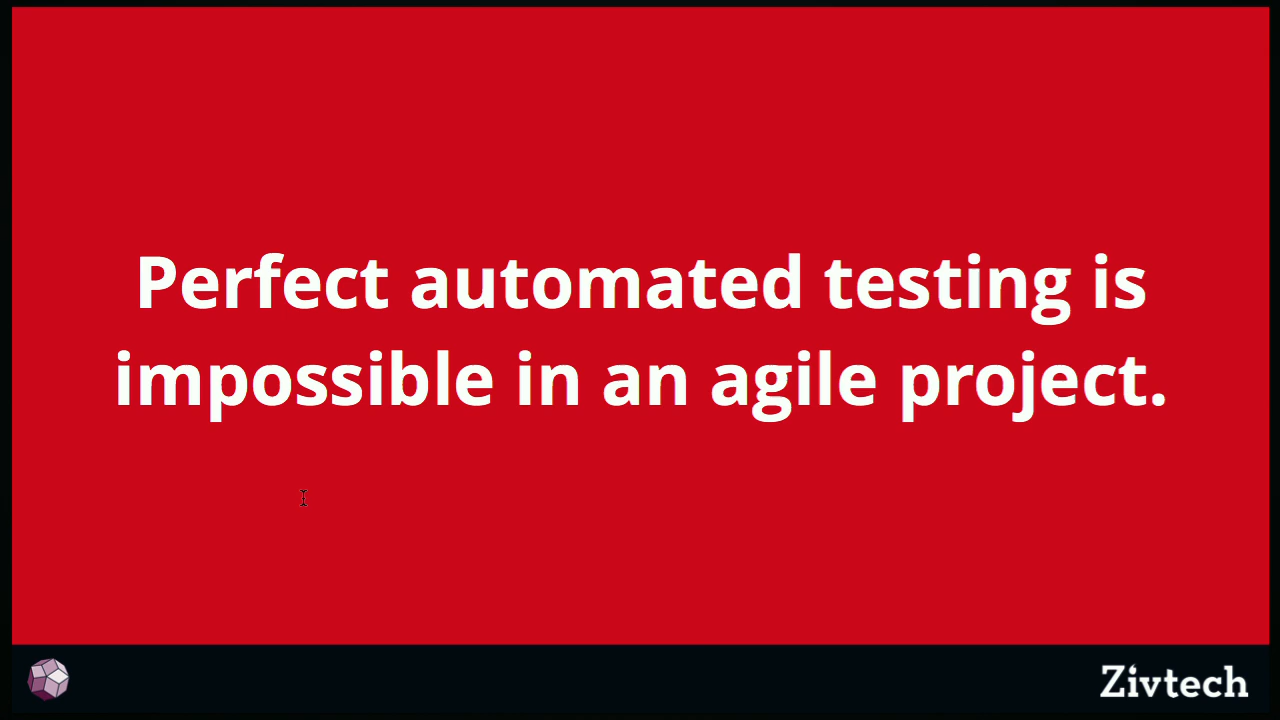 Perfect automated testing is
impossible in an agile project.
Zivtech